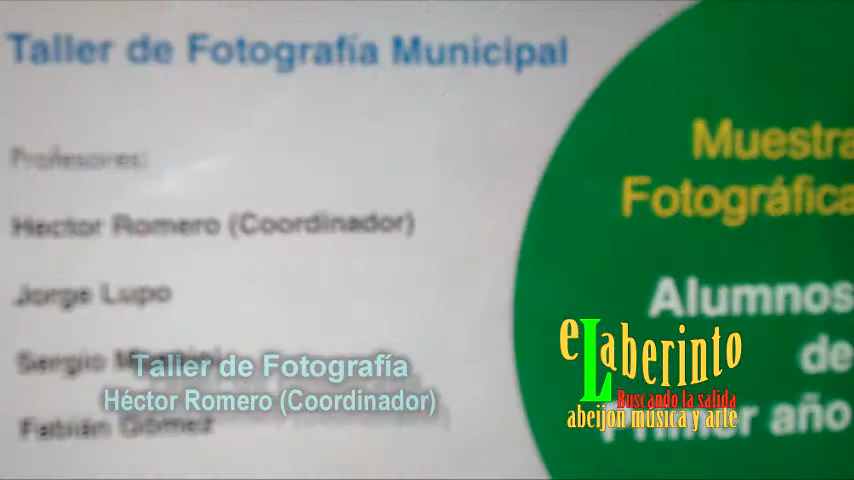 Taller de Fotografía Municipal
Profesores:
Hector Romero (Coordinador)
Jorge Lupo
Sergio
Fabián Gómez
Muestra
Fotográfica
Alumnos
de
Primer año
Taller de Fotografía
Héctor Romero (Coordinador)
eLaberinto
Buscando la salida
abeijon música y arte